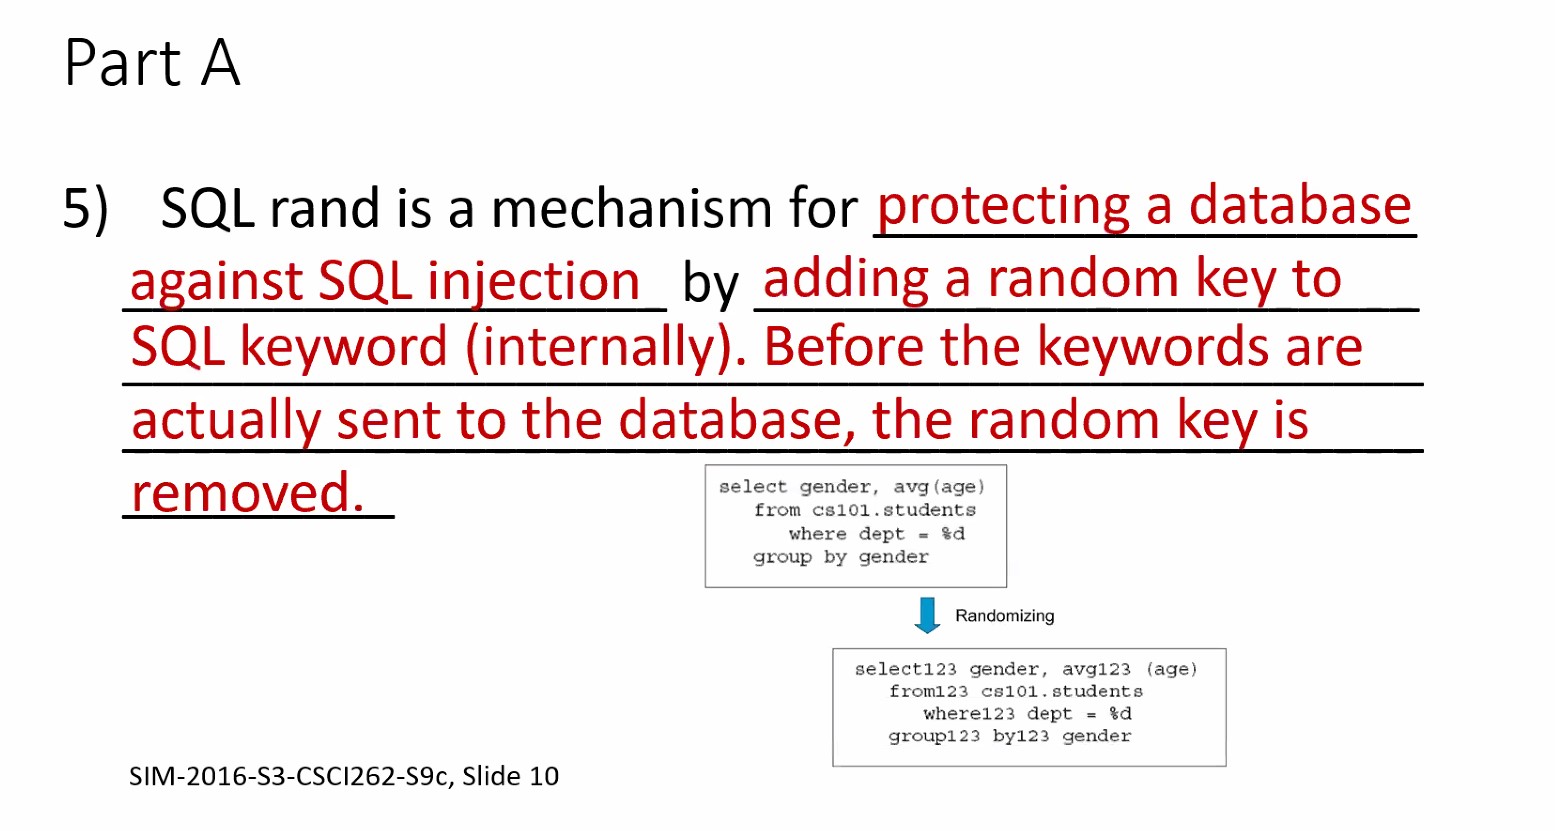 Part A
5) SQL rand is a mechanism for protecting a database
against SQL injection by adding a random key to
SQL keyword (internally). Before the keywords are
actually sent to the database, the random key is
removed.
select gender, avg(age)
from cs101.students
where dept = %d
group by gender
Randomizing
select123 gender, avg123 (age)
from123 cs101.students
where123 dept = %d
group123 by123 gender
SIM-2016-S3-CSCI262-S9c, Slide 10